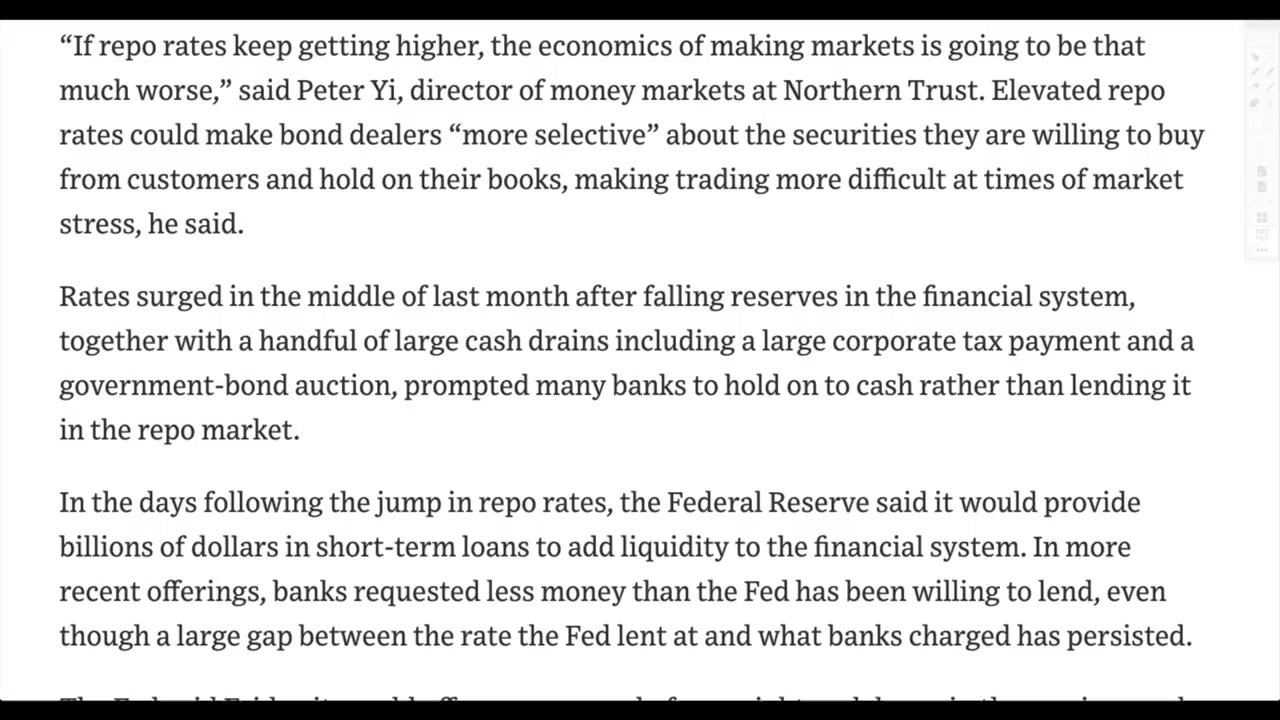 “If repo rates keep getting higher, the economics of making markets is going to be that
much worse,” said Peter Yi, director of money markets at Northern Trust. Elevated repo
rates could make bond dealers “more selective” about the securities they are willing to buy
from customers and hold on their books, making trading more difficult at times of market
stress, he said.
Rates surged in the middle of last month after falling reserves in the financial system,
together with a handful of large cash drains including a large corporate tax payment and a
government-bond auction, prompted many banks to hold on to cash rather than lending it
in the repo market.
In the days following the jump in repo rates, the Federal Reserve said it would provide
billions of dollars in short-term loans to add liquidity to the financial system. In more
recent offerings, banks requested less money than the Fed has been willing to lend, even
though a large gap between the rate the Fed lent at and what banks charged has persisted.